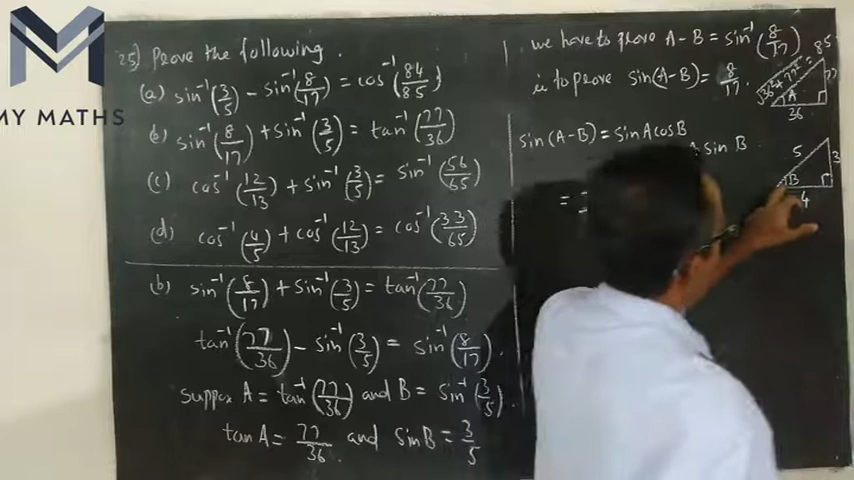 MY MATHS
25) Prove the following.
(a) sin⁻¹(3/5) - sin⁻¹(8/17) = cos⁻¹(84/85)
(b) sin⁻¹(8/17) + sin⁻¹(3/5) = tan⁻¹(77/36)
(c) cos⁻¹(12/13) + sin⁻¹(3/5) = sin⁻¹(56/65)
(d) cos⁻¹(4/5) + cos⁻¹(12/13) = cos⁻¹(33/65)
(b) sin⁻¹(8/17) + sin⁻¹(3/5) = tan⁻¹(77/36)
tan⁻¹(77/36) - sin⁻¹(3/5) = sin⁻¹(8/17).
suppose A = tan⁻¹(77/36) and B = sin⁻¹(3/5).
tan A = 77/36 and sin B = 3/5
we have to prove A - B = sin⁻¹(8/17)
is to prove sin(A-B) = 8/17.
√36² + 77² = 85
77
A
36
sin(A-B) = sin A cos B
A sin B
=
5
3
B
4